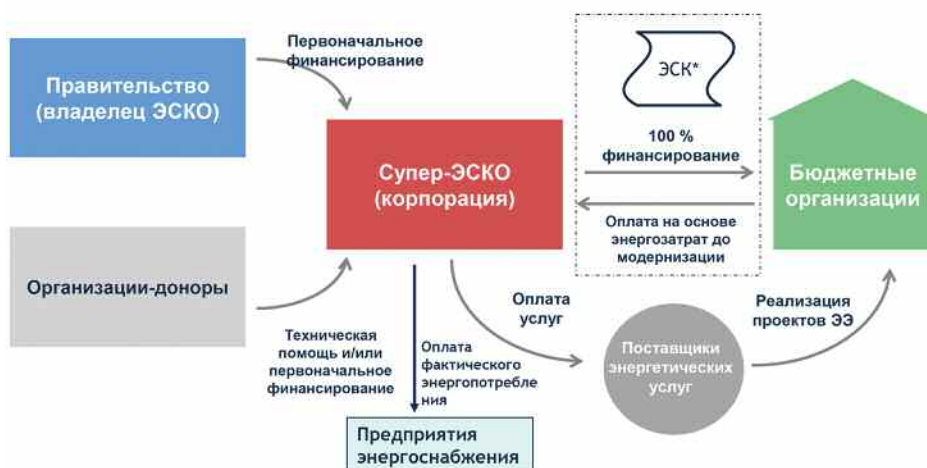 Первоначальное
финансирование
Правительство
(владелец ЭСКО)
ЭСК*
100 %
финансирование
Супер-ЭСКО
(корпорация)
Бюджетные
организации
Оплата на основе
энергозатрат до
модернизации
Организации-доноры
Оплата
услуг
Реализация
проектов ЭЭ
Техническая
помощь и/или
первоначальное
финансирование
Оплата
фактического
энергопотребле
ния
Поставщики
энергетических
услуг
Предприятия
энергоснабжения